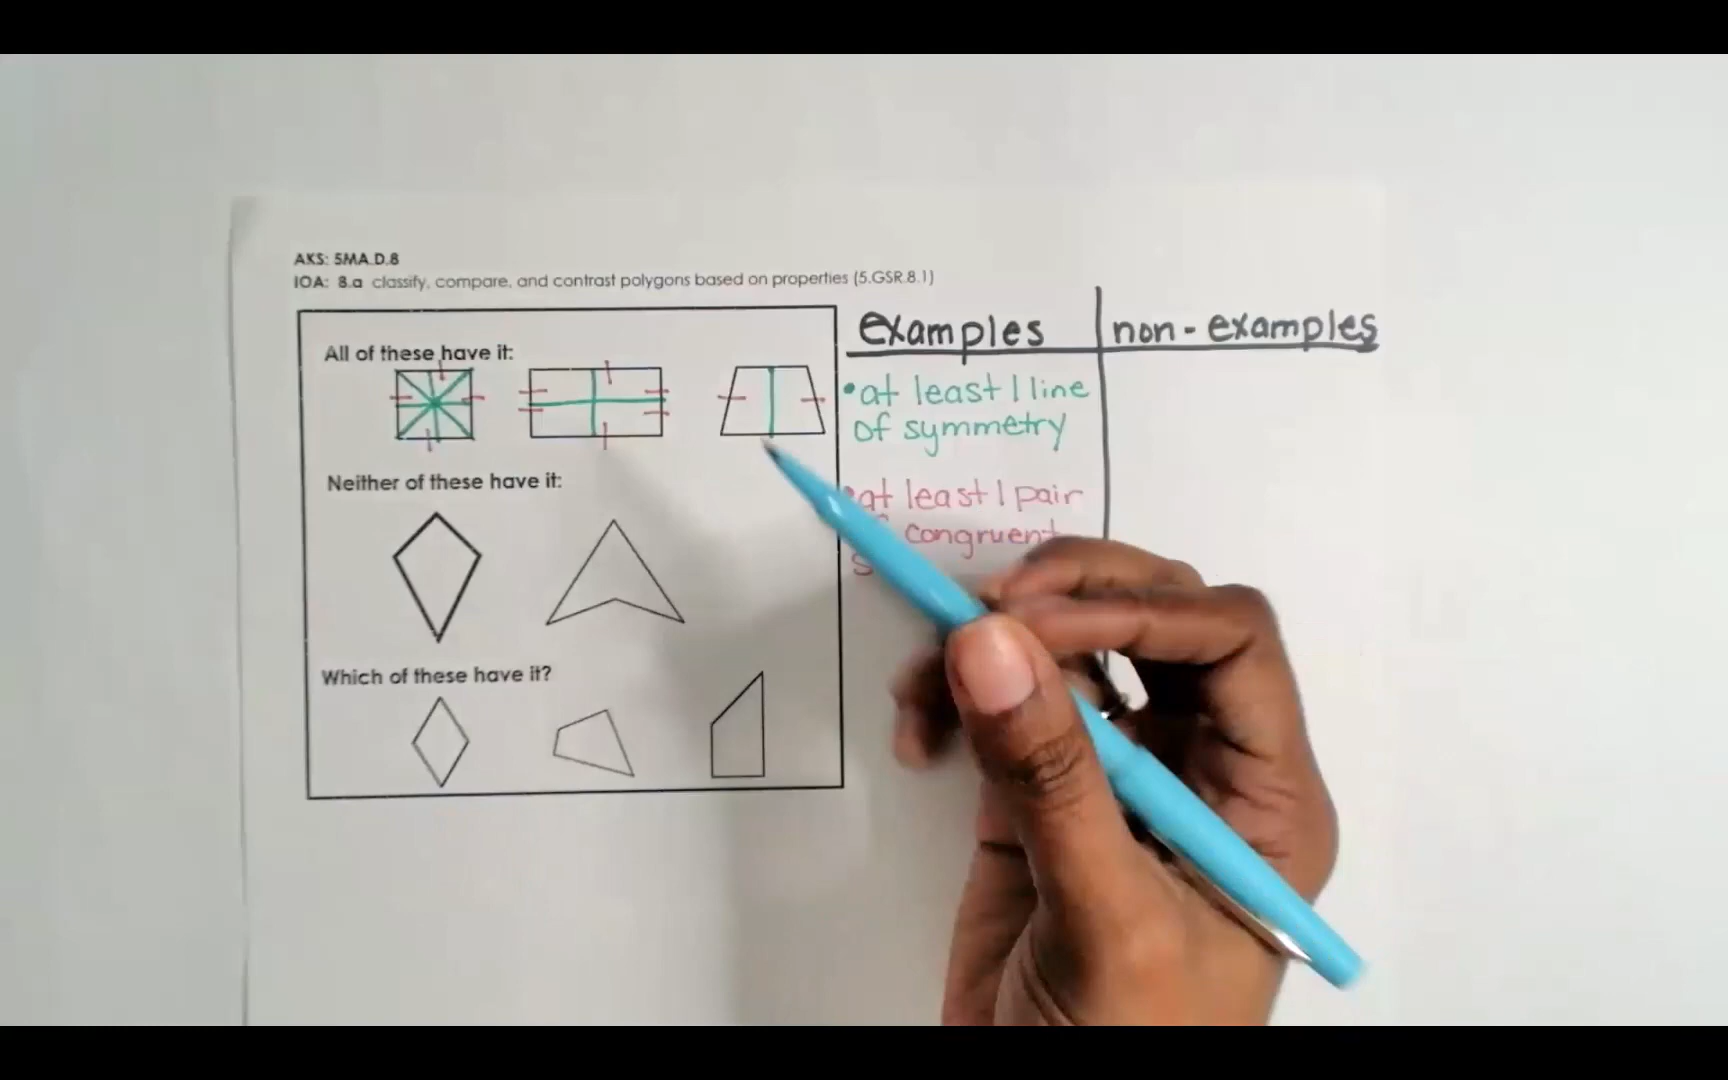 AKS: 5MA.D.8
IOA: 8.a classify, compare, and contrast polygons based on properties (5.GSR.8.1)
All of these have it:
Neither of these have it:
Which of these have it?
examples
•at least 1 line
of symmetry
•at least 1 pair
congruent
non-examples